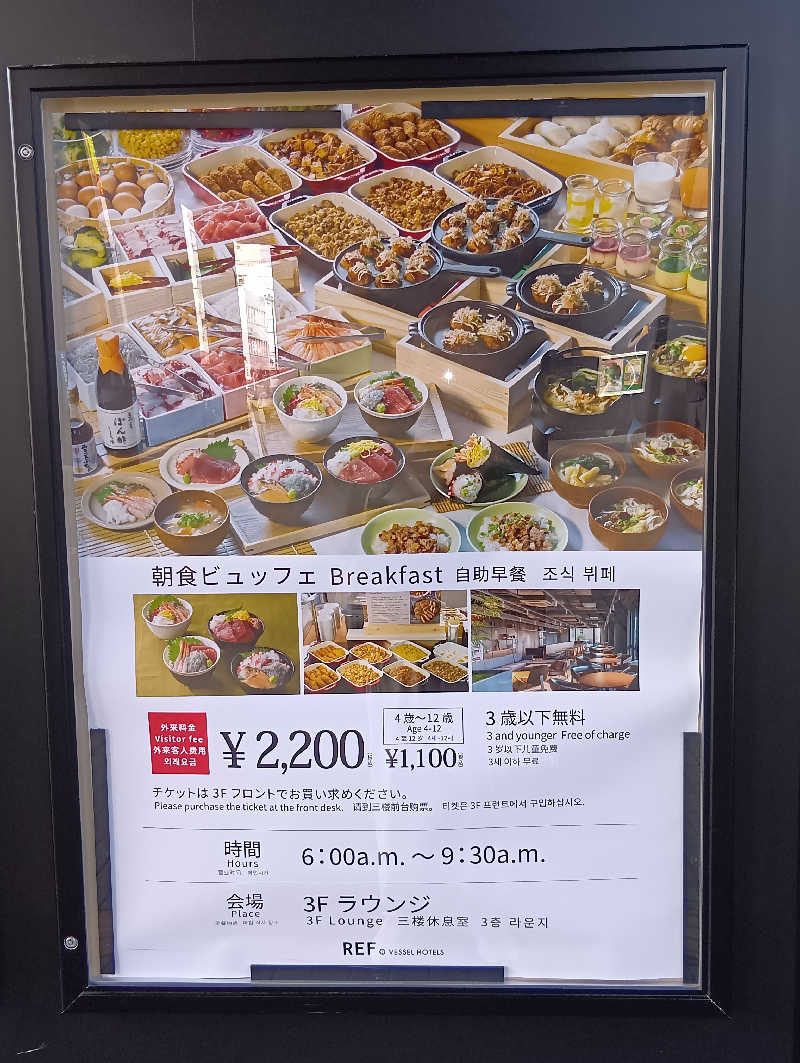 ぽん酢
朝食ビュッフェ Breakfast 自助早餐 조식 뷔페
外来料金
Visitor fee
外来客人费用
외래요금
¥2,200
4歳～12歳
Age 4-12
¥1,100
3歳以下無料
3 and younger Free of charge
3岁以下儿童免费
3세 이하 무료
チケットは3Fフロントでお買い求めください。
Please purchase the ticket at the front desk. 请到三楼前台购票。 티켓은 3F 프런트에서 구입하십시오.
時間
Hours
6:00a.m.～9:30a.m.
会場
Place
3F ラウンジ
3F Lounge 三楼休息室 3층 라운지
REF
VESSEL HOTELS